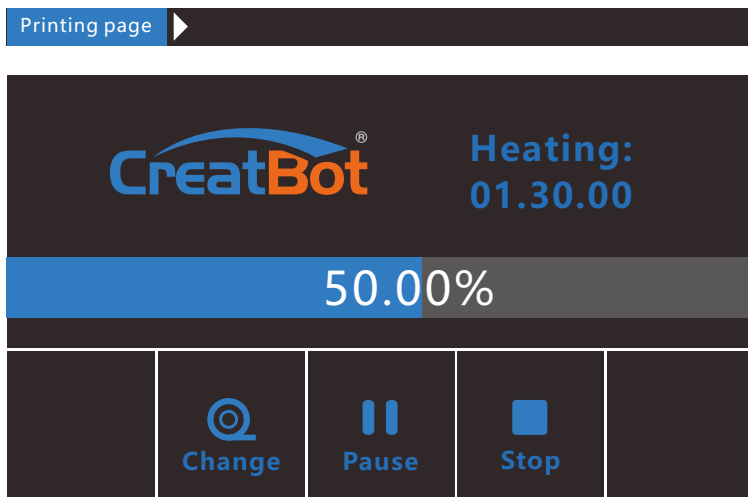 Printing page
CreatBot®
Heating:
01.30.00
50.00%
Change
Pause
Stop